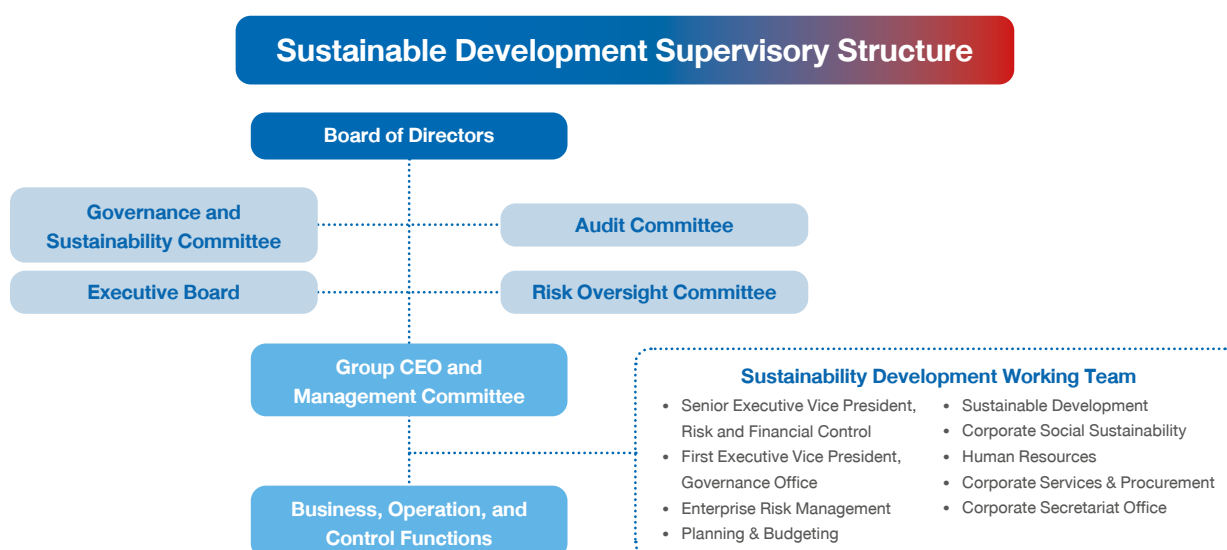 Sustainable Development Supervisory Structure
Board of Directors
Governance and
Sustainability Committee
Audit Committee
Executive Board
Risk Oversight Committee
Group CEO and
Management Committee
Sustainability Development Working Team
• Senior Executive Vice President,
Risk and Financial Control
• First Executive Vice President,
Governance Office
• Enterprise Risk Management
• Planning & Budgeting
• Sustainable Development
• Corporate Social Sustainability
• Human Resources
• Corporate Services & Procurement
• Corporate Secretariat Office
Business, Operation, and
Control Functions